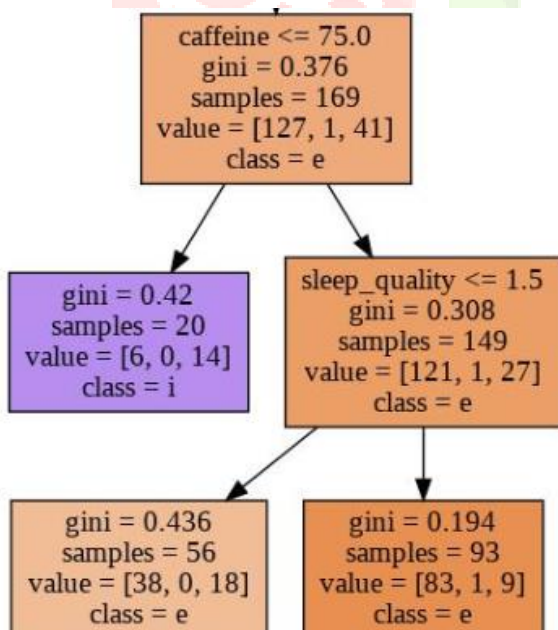 caffeine <= 75.0
gini = 0.376
samples = 169
value = [127, 1, 41]
class = e
gini = 0.42
samples = 20
value = [6, 0, 14]
class = i
sleep_quality <= 1.5
gini = 0.308
samples = 149
value = [121, 1, 27]
class = e
gini = 0.436
samples = 56
value = [38, 0, 18]
class = e
gini = 0.194
samples = 93
value = [83, 1, 9]
class = e